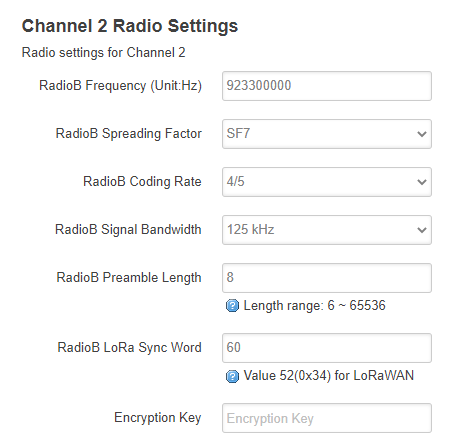 Channel 2 Radio Settings
Radio settings for Channel 2
RadioB Frequency (Unit:Hz) 923300000
RadioB Spreading Factor SF7
RadioB Coding Rate 4/5
RadioB Signal Bandwidth 125 kHz
RadioB Preamble Length 8
? Length range: 6 ~ 65536
RadioB LoRa Sync Word 60
? Value 52(0x34) for LoRaWAN
Encryption Key Encryption Key